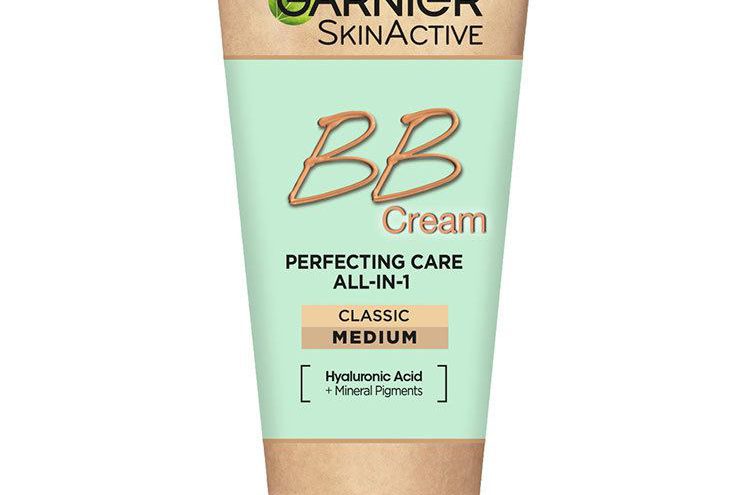 GARNIER
SKINACTIVE
BB
Cream
PERFECTING CARE
ALL-IN-1
CLASSIC
MEDIUM
Hyaluronic Acid
+ Mineral Pigments